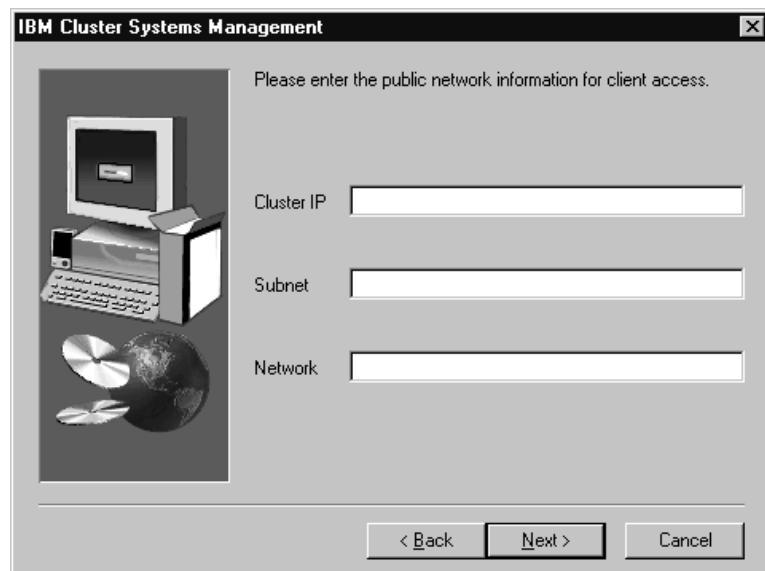 IBM Cluster Systems Management
Please enter the public network information for client access.
Cluster IP
Subnet
Network
< Back
Next >
Cancel